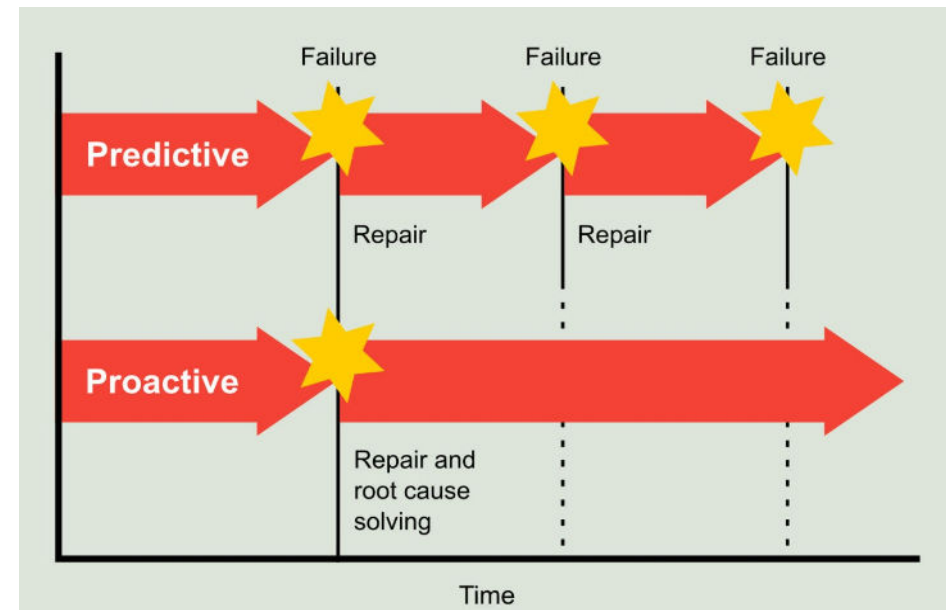 Failure
Failure
Failure
Predictive
Repair
Repair
Proactive
Repair and
root cause
solving
Time